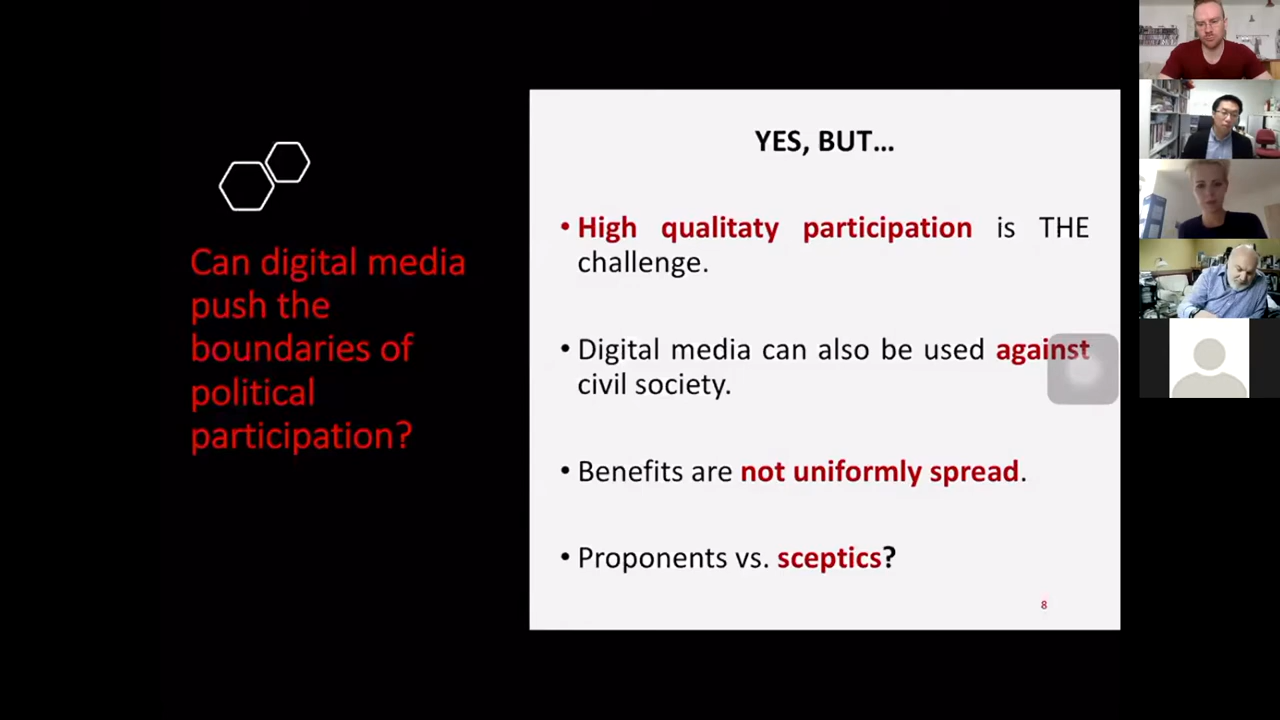 Can digital media
push the
boundaries of
political
participation?
YES, BUT...
• High qualitaty participation is THE
challenge.
• Digital media can also be used against
civil society.
• Benefits are not uniformly spread.
• Proponents vs. sceptics?
8